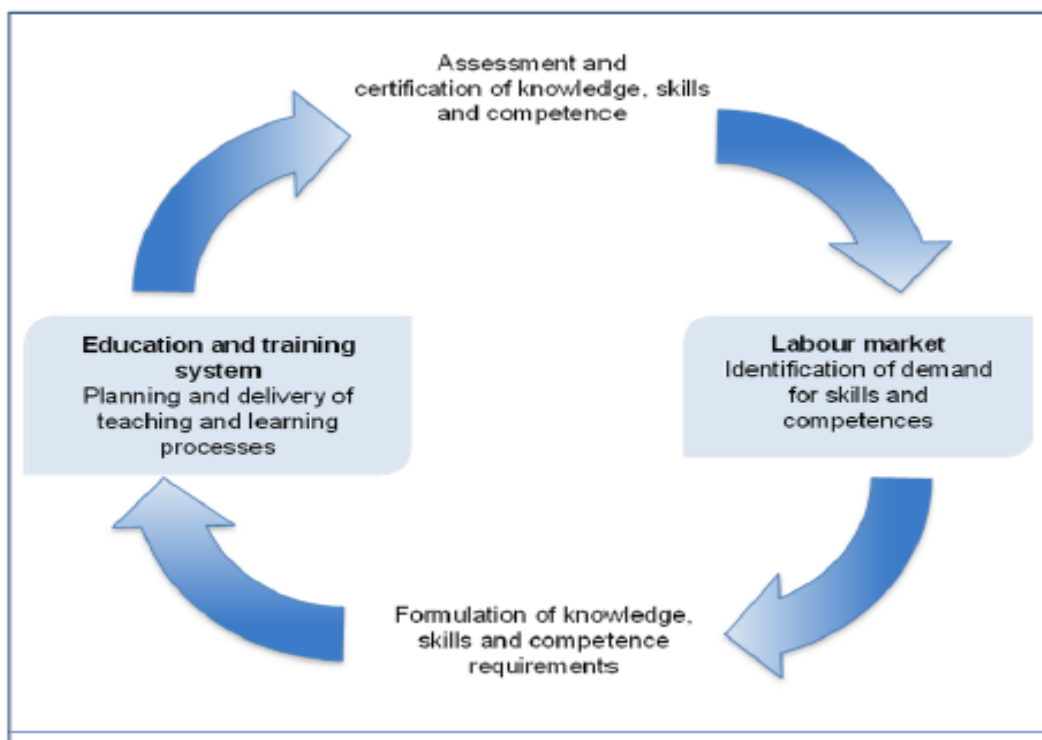 Assessment and
certification of knowledge, skills
and competence
Education and training
system
Planning and delivery of
teaching and learning
processes
Labour market
Identification of demand
for skills and
competences
Formulation of knowledge,
skills and competence
requirements